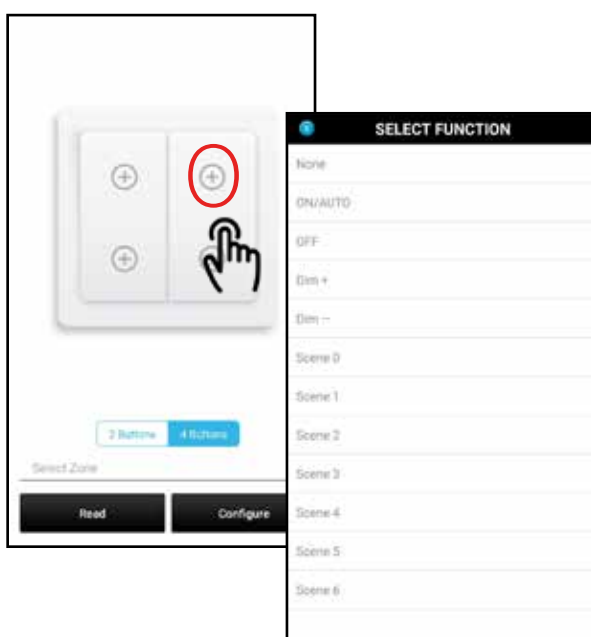 2 Buttons
4 Buttons
Select Zone
Read
Configure
SELECT FUNCTION
None
ON/AUTO
OFF
Dim +
Dim --
Scene 0
Scene 1
Scene 2
Scene 3
Scene 4
Scene 5
Scene 6